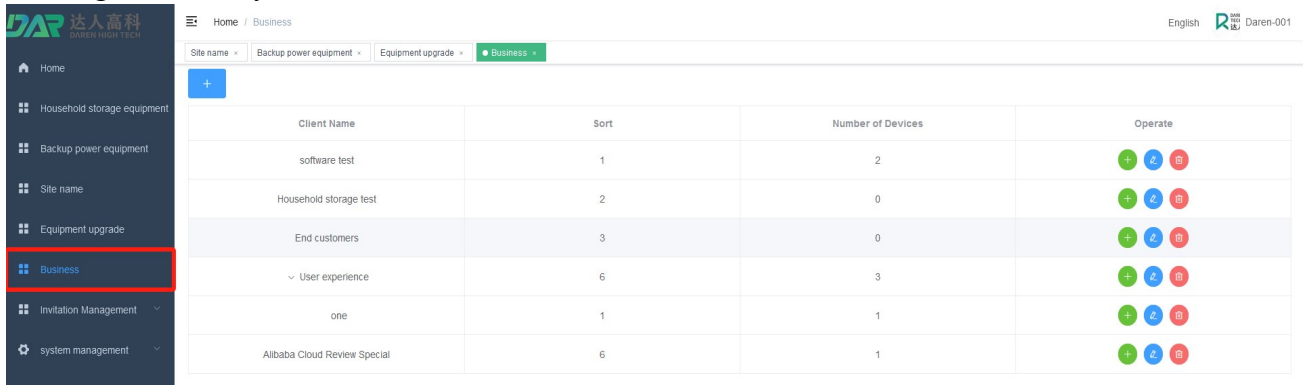 DAR 达人高科
DAREN HIGH TECH
Home / Business
English
Daren-001
Site name ×
Backup power equipment ×
Equipment upgrade ×
Business ×
Home
Household storage equipment
Backup power equipment
Site name
Equipment upgrade
Business
Invitation Management
system management
+
Client Name Sort Number of Devices Operate
software test 1 2
Household storage test 2 0
End customers 3 0
User experience 6 3
one 1 1
Alibaba Cloud Review Special 6 1